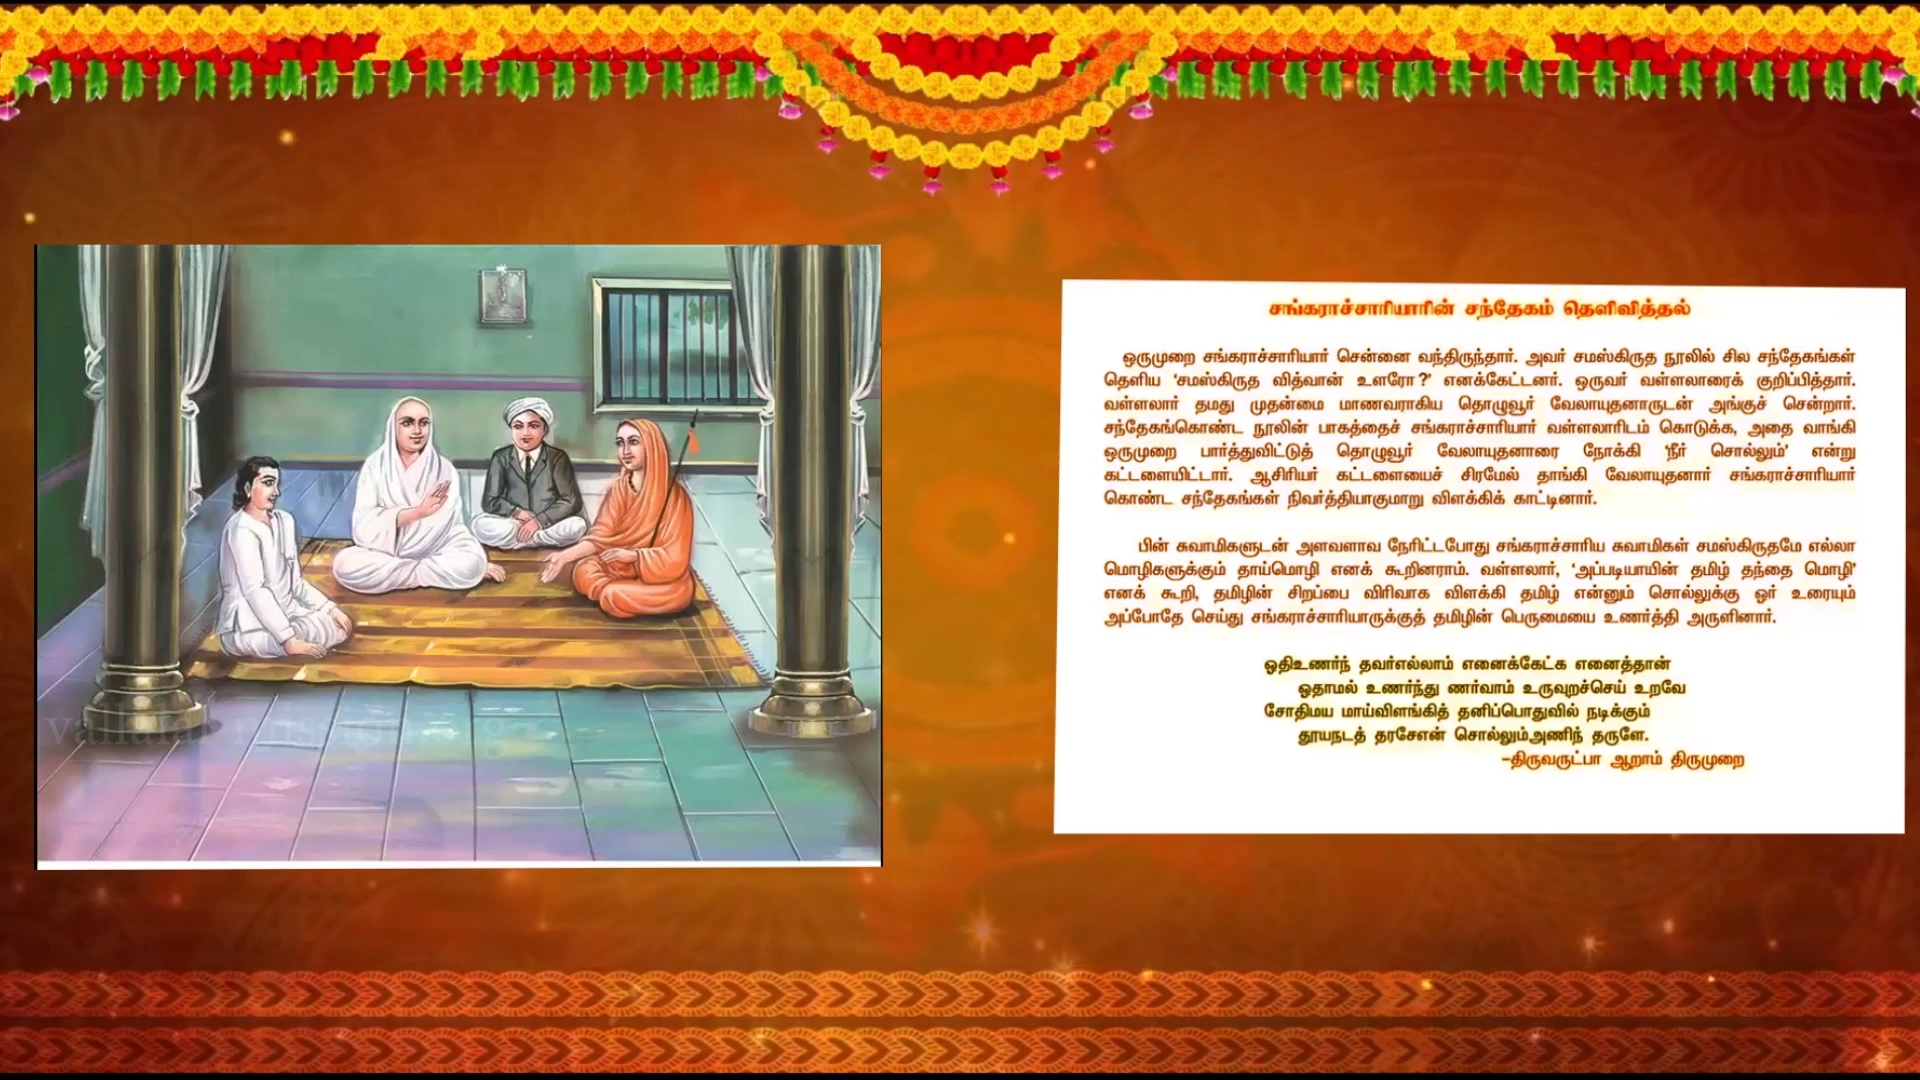 சங்கராச்சாரியாரின் சந்தேகம் தெளிவித்தல்
ஒருமுறை சங்கராச்சாரியார் சென்னை வந்திருந்தார். அவர் சமஸ்கிருத நூலில் சில சந்தேகங்கள்
தெளிய ‘சமஸ்கிருத வித்வான் உளரோ?’ எனக்கேட்டனர். ஒருவர் வள்ளலாரைக் குறிப்பித்தார்.
வள்ளலார் தமது முதன்மை மாணவராகிய தொழுவூர் வேலாயுதனாருடன் அங்குச் சென்றார்.
சந்தேகங்கொண்ட நூலின் பாகத்தைச் சங்கராச்சாரியார் வள்ளலாரிடம் கொடுக்க, அதை வாங்கி
ஒருமுறை பார்த்துவிட்டுத் தொழுவூர் வேலாயுதனாரை நோக்கி ‘நீர் சொல்லும்’ என்று
கட்டளையிட்டார். ஆசிரியர் கட்டளையைச் சிரமேல் தாங்கி வேலாயுதனார் சங்கராச்சாரியார்
கொண்ட சந்தேகங்கள் நிவர்த்தியாகுமாறு விளக்கிக் காட்டினார்.
பின் சுவாமிகளுடன் அளவளாவ நேரிட்டபோது சங்கராச்சாரிய சுவாமிகள் சமஸ்கிருதமே எல்லா
மொழிகளுக்கும் தாய்மொழி எனக் கூறினராம். வள்ளலார், ‘அப்படியாயின் தமிழ் தந்தை மொழி’
எனக் கூறி, தமிழின் சிறப்பை விரிவாக விளக்கி தமிழ் என்னும் சொல்லுக்கு ஓர் உரையும்
அப்போதே செய்து சங்கராச்சாரியாருக்குத் தமிழின் பெருமையை உணர்த்தி அருளினார்.
ஒதிஉணர்ந் தவர்எல்லாம் எனைக்கேட்க எனைத்தான்
ஒதாமல் உணர்ந்து ணர்வாம் உருவுறச்செய் உறவே
சோதிமய மாய்விளங்கித் தனிப்பொதுவில் நடிக்கும்
தூயநடத் தரசேஎன் சொல்லும்அணிந் தருளே.
–திருவருட்பா ஆறாம் திருமுறை